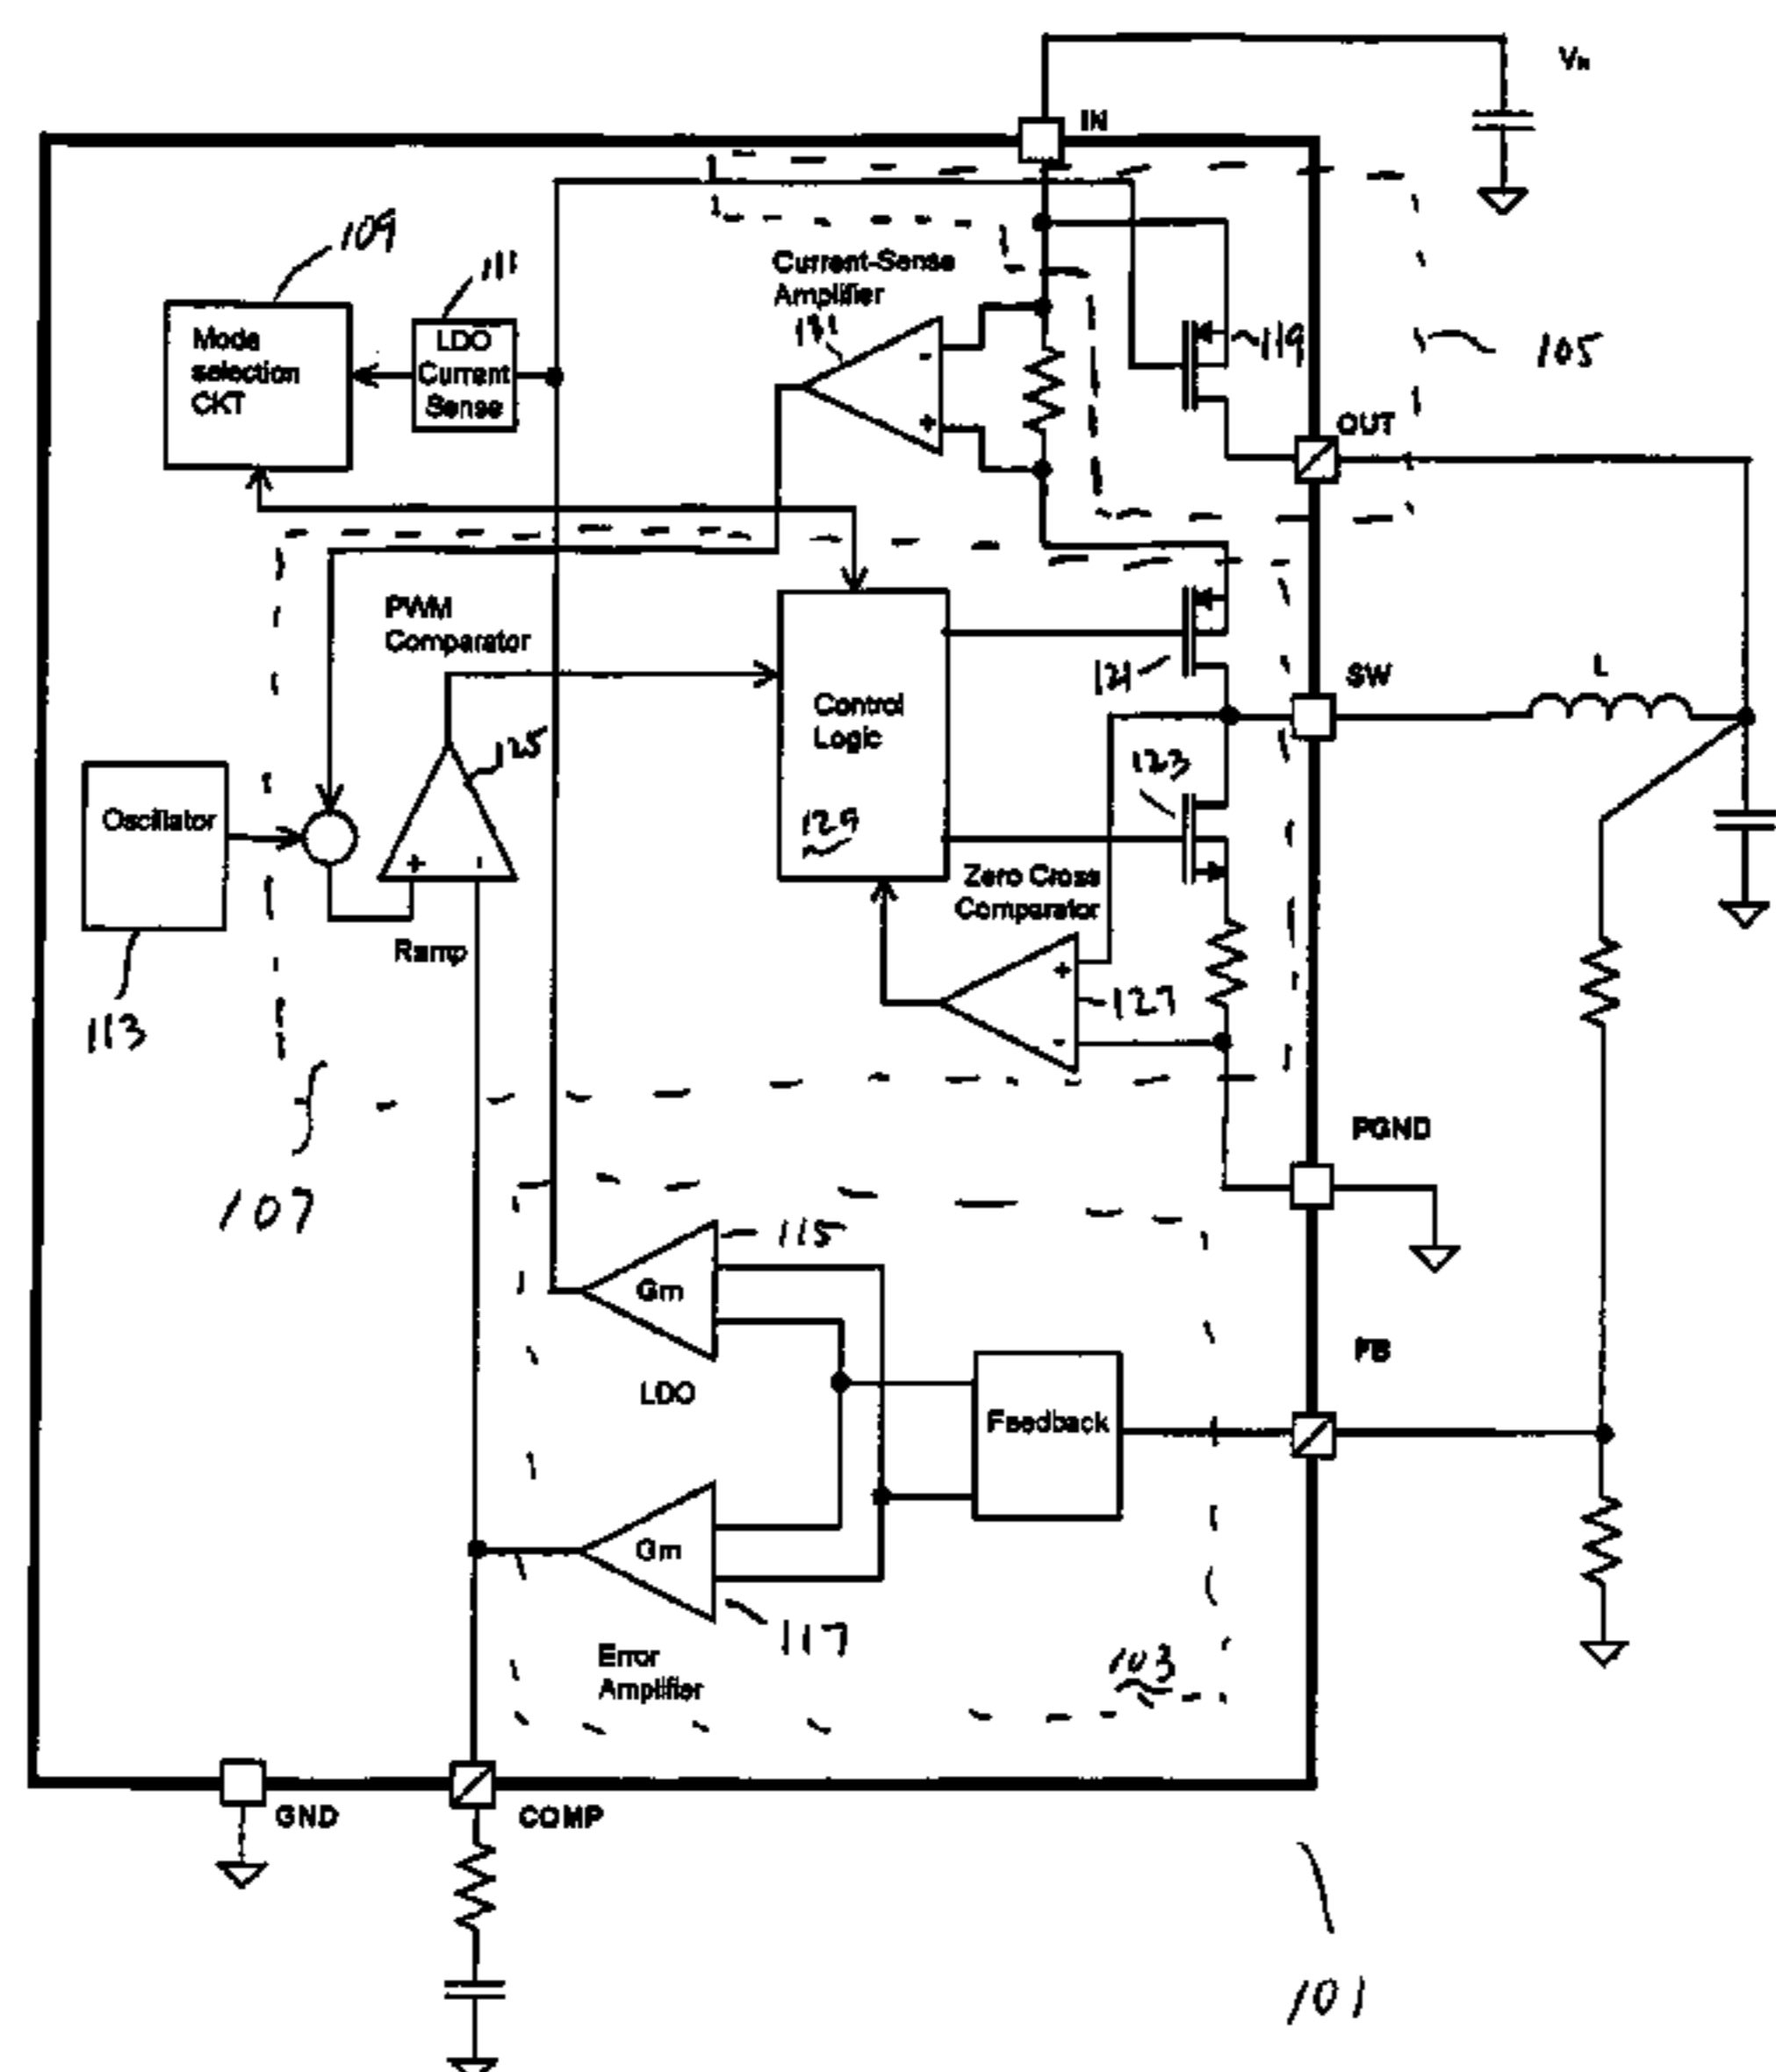 VIN
IN
109
111
Mode
selection
CKT
LDO
Current
Sense
Current-Sense
Amplifier
131
-
+
119
105
OUT
PWM
Comparator
125
+ -
Ramp
Oscillator
113
Control
Logic
129
121
SW
L
123
Zero Cross
Comparator
+
-
127
107
PGND
115
Gm
LDO
Feedback
FB
Gm
117
Error
Amplifier
103
GND
COMP
101